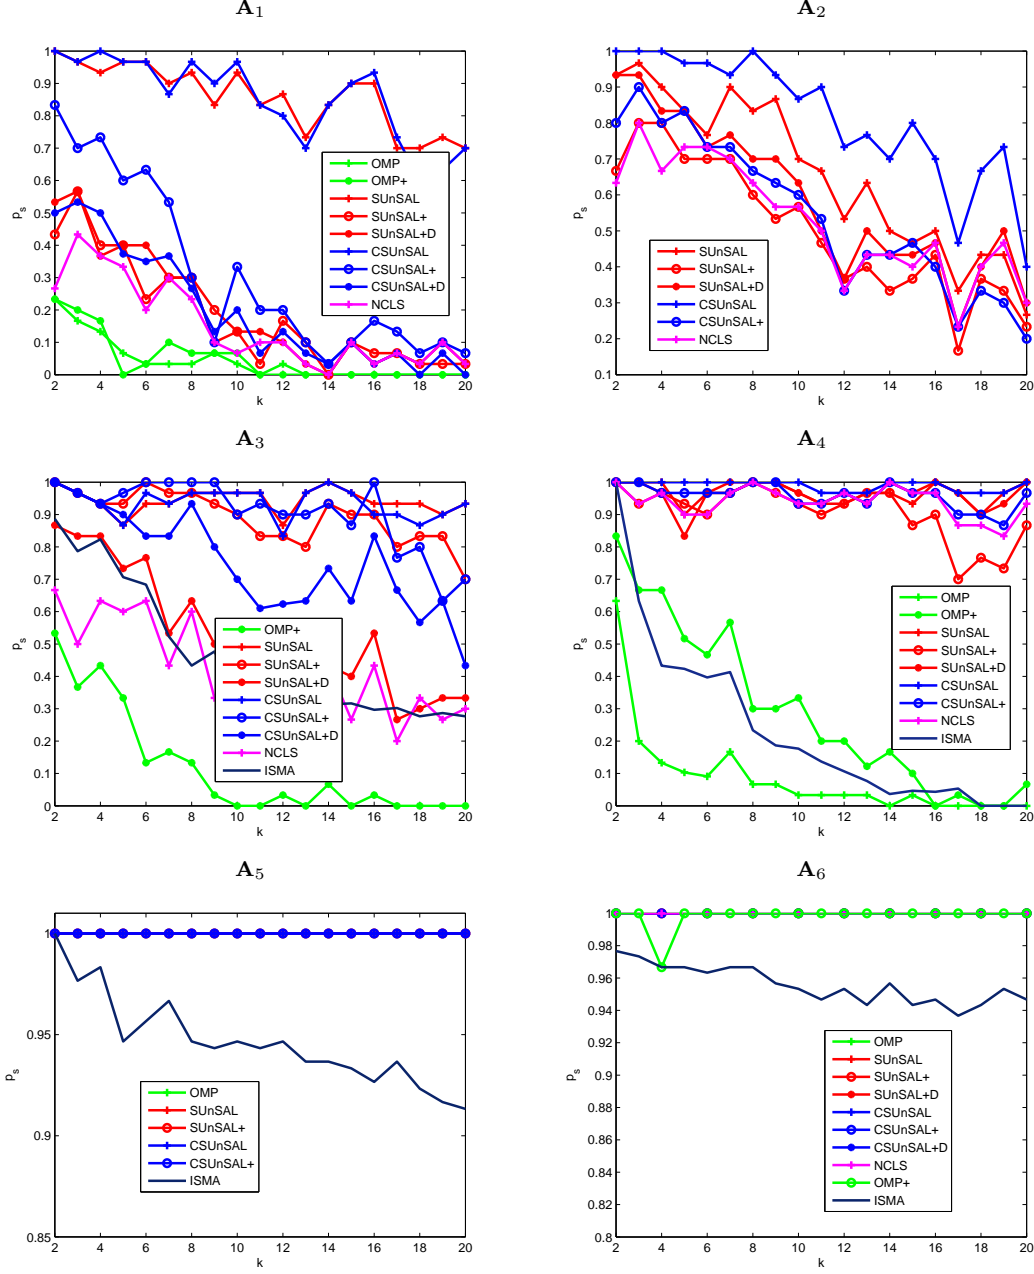 A1
1
0.9
0.8
0.7
0.6
0.5
0.4
0.3
0.2
0.1
0
2 4 6 8 10 12 14 16 18 20
k
ps
OMP
OMP+
SUnSAL
SUnSAL+
SUnSAL+D
CSUnSAL
CSUnSAL+
CSUnSAL+D
NCLS
A2
1
0.9
0.8
0.7
0.6
0.5
0.4
0.3
0.2
0.1
2 4 6 8 10 12 14 16 18 20
k
ps
SUnSAL
SUnSAL+
SUnSAL+D
CSUnSAL
CSUnSAL+
NCLS
A3
1
0.9
0.8
0.7
0.6
0.5
0.4
0.3
0.2
0.1
0
2 4 6 8 10 12 14 16 18 20
k
ps
OMP+
SUnSAL
SUnSAL+
SUnSAL+D
CSUnSAL
CSUnSAL+
CSUnSAL+D
NCLS
ISMA
A4
1
0.9
0.8
0.7
0.6
0.5
0.4
0.3
0.2
0.1
0
2 4 6 8 10 12 14 16 18 20
k
ps
OMP
OMP+
SUnSAL
SUnSAL+
SUnSAL+D
CSUnSAL
CSUnSAL+
NCLS
ISMA
A5
1
0.95
0.9
0.85
2 4 6 8 10 12 14 16 18 20
k
ps
OMP
SUnSAL
SUnSAL+
CSUnSAL
CSUnSAL+
ISMA
A6
1
0.98
0.96
0.94
0.92
0.9
0.88
0.86
0.84
0.82
0.8
2 4 6 8 10 12 14 16 18 20
k
ps
OMP
SUnSAL
SUnSAL+
SUnSAL+D
CSUnSAL
CSUnSAL+
CSUnSAL+D
NCLS
OMP+
ISMA